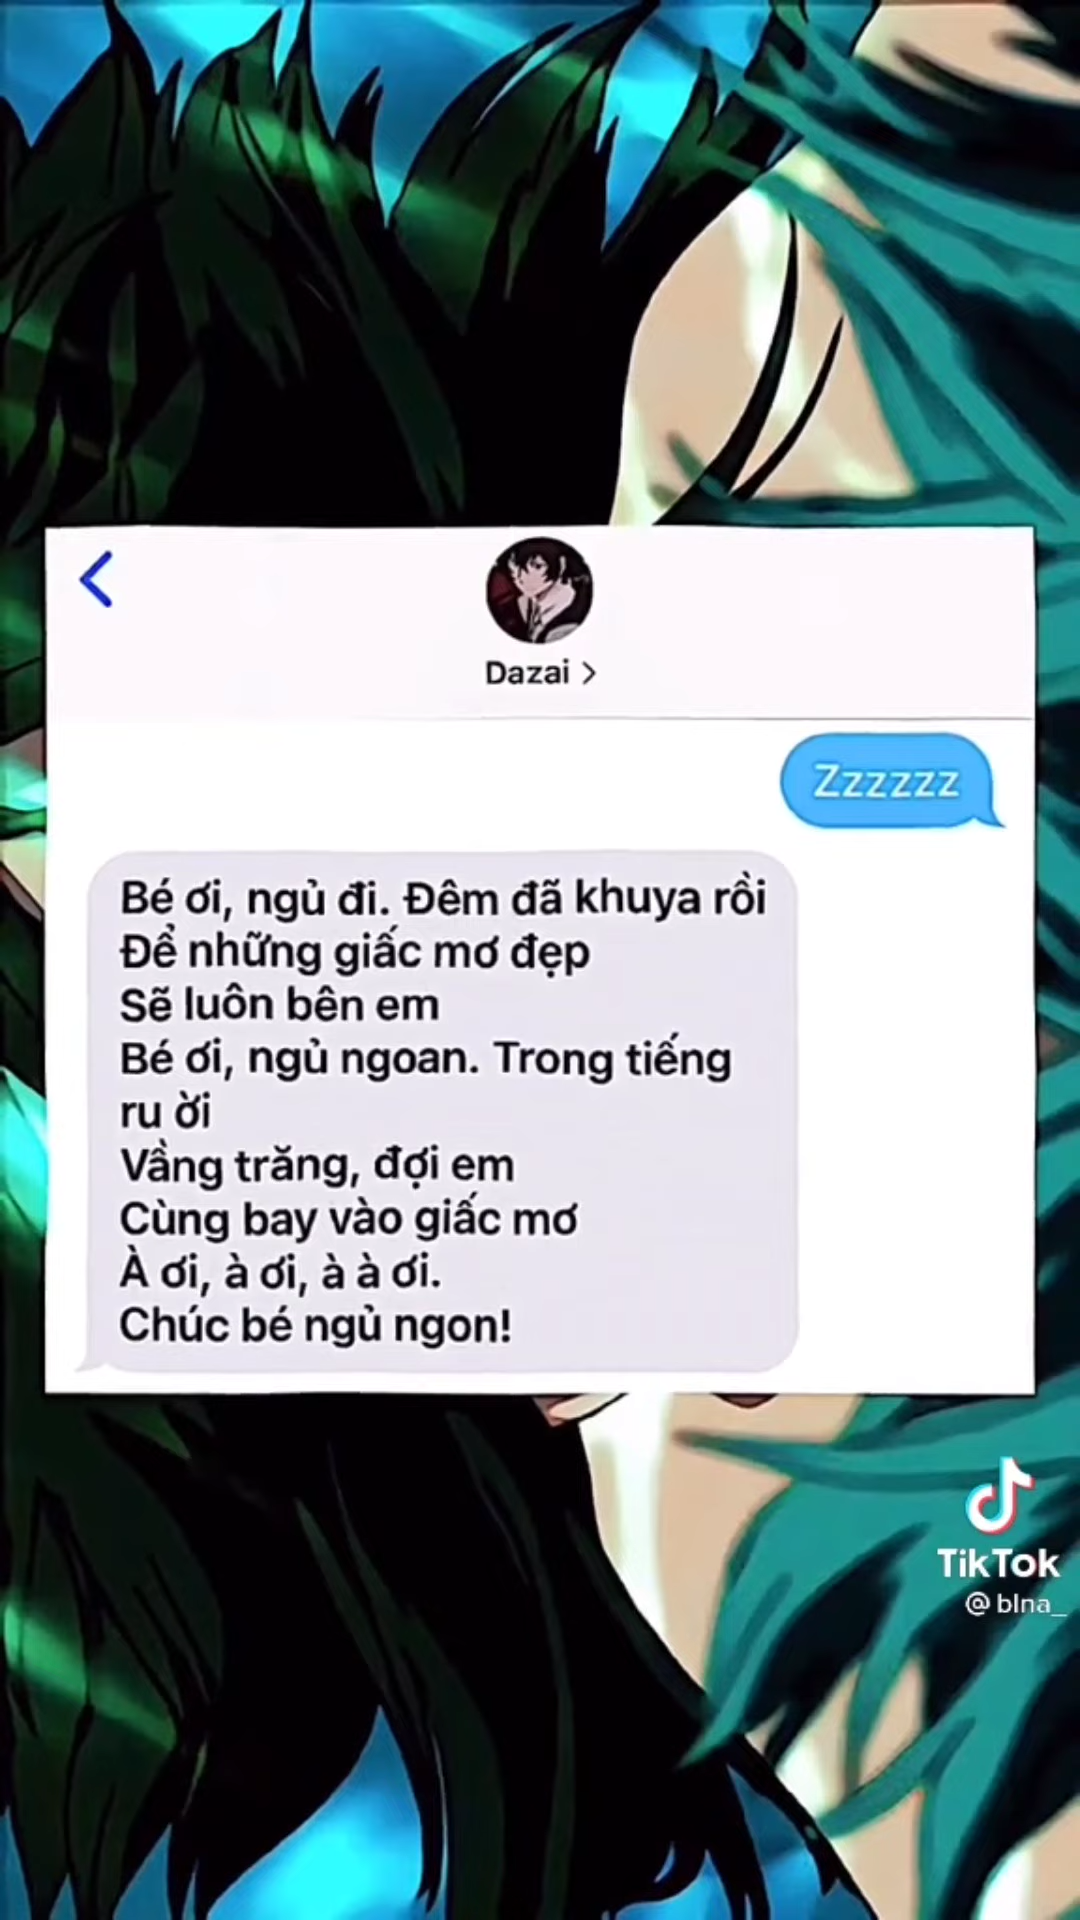 Dazai >
Zzzzzz
Bé ơi, ngủ đi. Đêm đã khuya rồi
Để những giấc mơ đẹp
Sẽ luôn bên em
Bé ơi, ngủ ngoan. Trong tiếng
ru ời
Vầng trăng, đợi em
Cùng bay vào giấc mơ
À ơi, à ơi, à à ơi.
Chúc bé ngủ ngon!
TikTok
@blna_